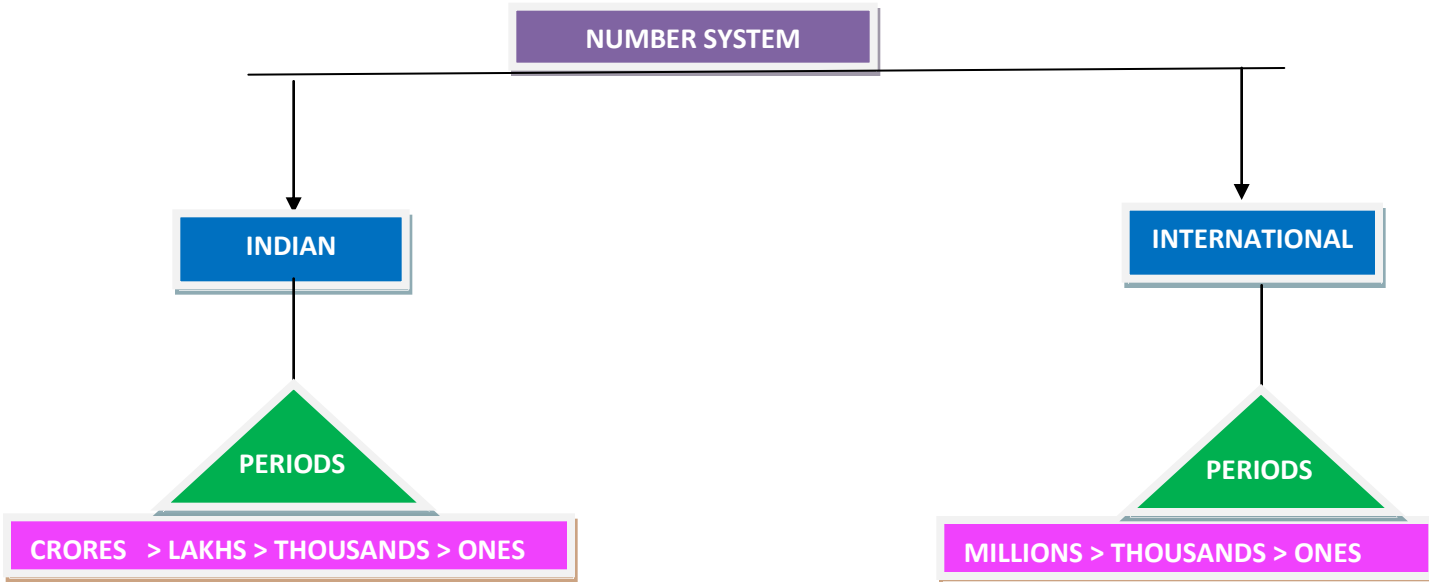 NUMBER SYSTEM
INDIAN
INTERNATIONAL
PERIODS
PERIODS
CRORES > LAKHS > THOUSANDS > ONES
MILLIONS > THOUSANDS > ONES